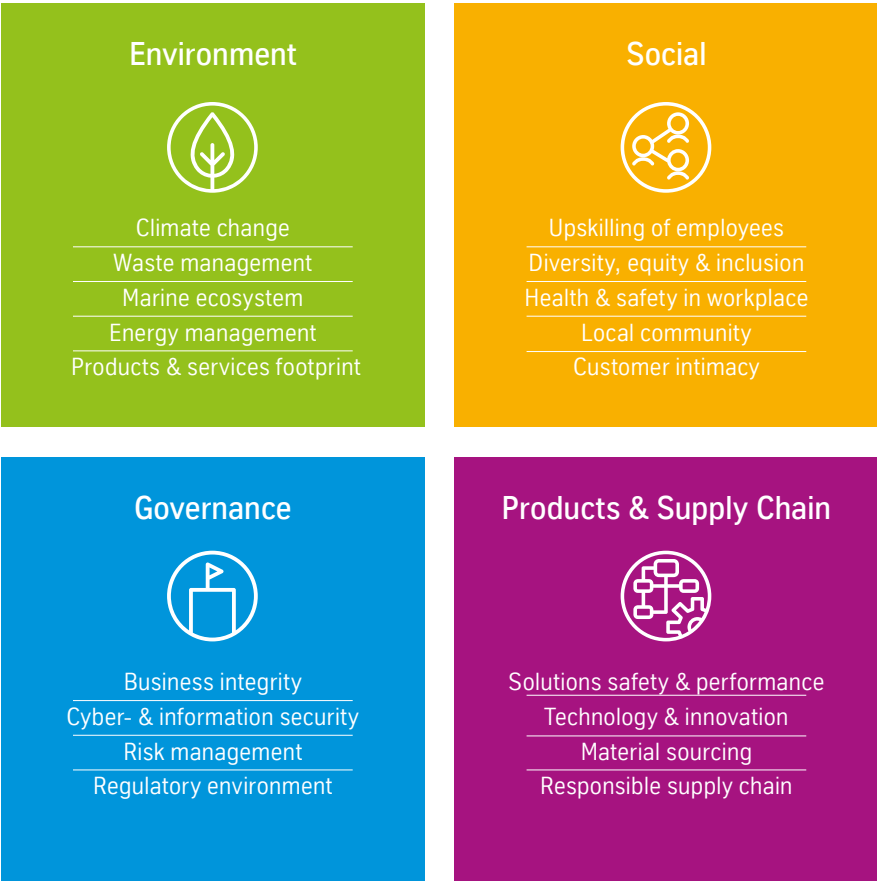 Environment
Climate change
Waste management
Marine ecosystem
Energy management
Products & services footprint
Social
Upskilling of employees
Diversity, equity & inclusion
Health & safety in workplace
Local community
Customer intimacy
Governance
Business integrity
Cyber- & information security
Risk management
Regulatory environment
Products & Supply Chain
Solutions safety & performance
Technology & innovation
Material sourcing
Responsible supply chain